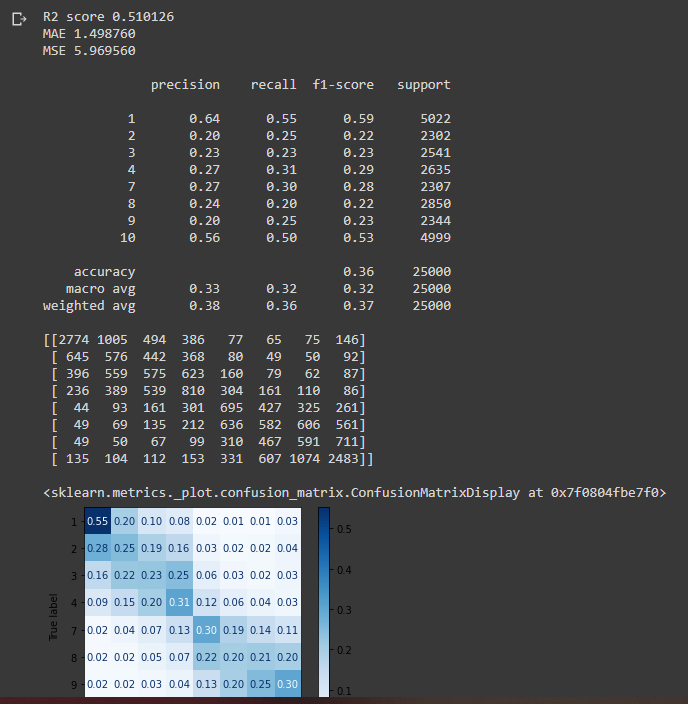 R2 score 0.510126
MAE 1.498760
MSE 5.969560
precision recall f1-score support
1 0.64 0.55 0.59 5022
2 0.20 0.25 0.22 2302
3 0.23 0.23 0.23 2541
4 0.27 0.31 0.29 2635
7 0.27 0.30 0.28 2307
8 0.24 0.20 0.22 2850
9 0.20 0.25 0.23 2344
10 0.56 0.50 0.53 4999
accuracy 0.36 25000
macro avg 0.33 0.32 0.32 25000
weighted avg 0.38 0.36 0.37 25000
[[2774 1005 494 386 77 65 75 146]
[ 645 576 442 368 80 49 50 92]
[ 396 559 575 623 160 79 62 87]
[ 236 389 539 810 304 161 110 86]
[ 44 93 161 301 695 427 325 261]
[ 49 69 135 212 636 582 606 561]
[ 49 50 67 99 310 467 591 711]
[ 135 104 112 153 331 607 1074 2483]]
<sklearn.metrics._plot.confusion_matrix.ConfusionMatrixDisplay at 0x7f0804fbe7f0>
1 0.55 0.20 0.10 0.08 0.02 0.01 0.01 0.03
2 0.28 0.25 0.19 0.16 0.03 0.02 0.02 0.04
3 0.16 0.22 0.23 0.25 0.06 0.03 0.02 0.03
4 0.09 0.15 0.20 0.31 0.12 0.06 0.04 0.03
7 0.02 0.04 0.07 0.13 0.30 0.19 0.14 0.11
8 0.02 0.02 0.05 0.07 0.22 0.20 0.21 0.20
9 0.02 0.02 0.03 0.04 0.13 0.20 0.25 0.30
True label
0.5
0.4
0.3
0.2
0.1